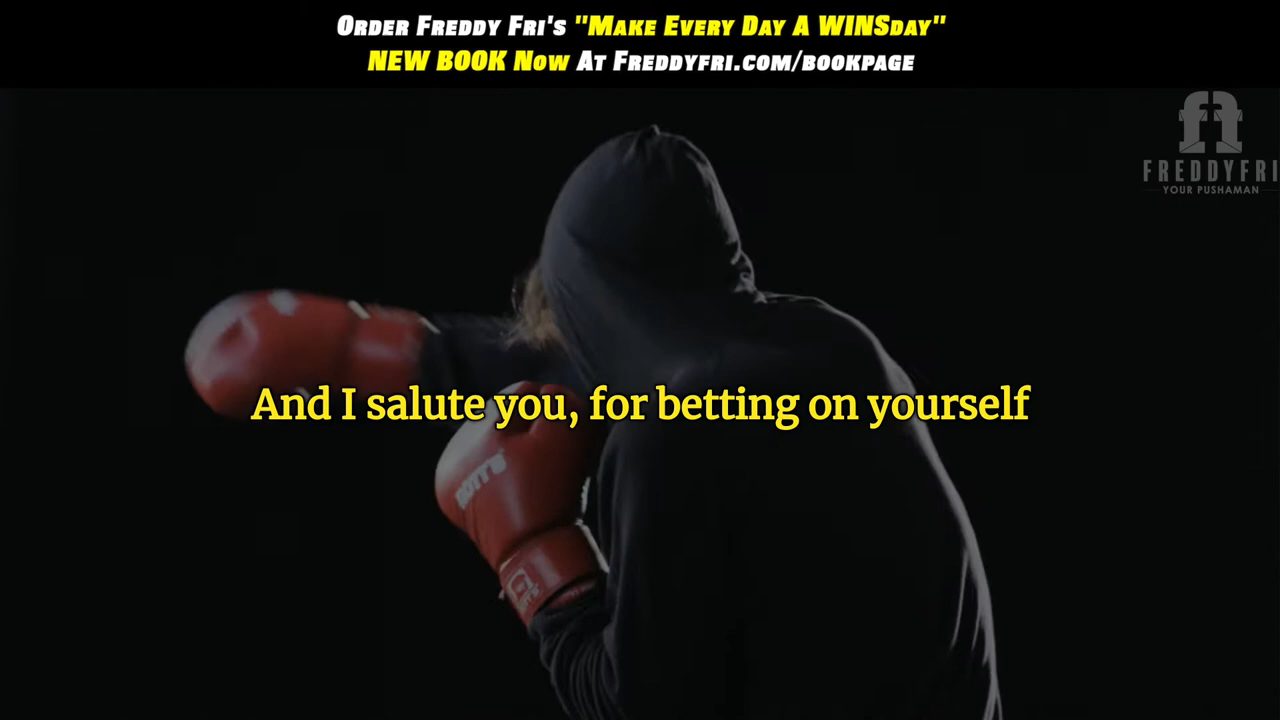 Order Freddy Fri's "Make Every Day A WINSday"
NEW BOOK Now At Freddyfri.com/bookpage
FREDDYFRI
YOUR PUSHAMAN
And I salute you, for betting on yourself